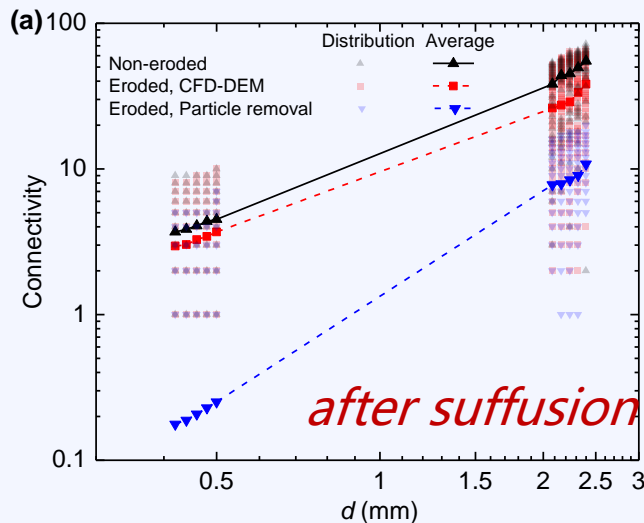 (a)
Distribution Average
Non-eroded
Eroded, CFD-DEM
Eroded, Particle removal
Connectivity
100
10
1
0.1
after suffusion
0.5 1 1.5 2 2.5 3
d (mm)